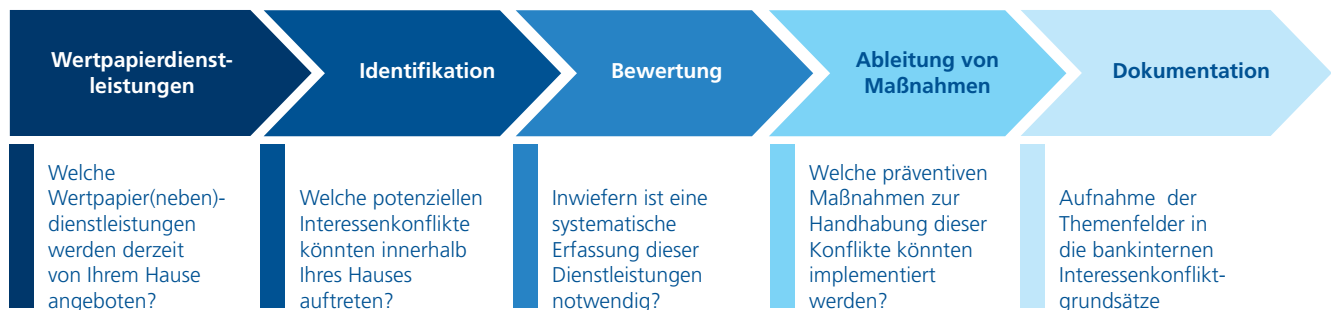 Wertpapierdienst-
leistungen
Identifikation
Bewertung
Ableitung von
Maßnahmen
Dokumentation
Welche
Wertpapier(neben)-
dienstleistungen
werden derzeit
von Ihrem Hause
angeboten?
Welche potenziellen
Interessenkonflikte
könnten innerhalb
Ihres Hauses
auftreten?
Inwiefern ist eine
systematische
Erfassung dieser
Dienstleistungen
notwendig?
Welche präventiven
Maßnahmen zur
Handhabung dieser
Konflikte könnten
implementiert
werden?
Aufnahme der
Themenfelder in
die bankinternen
Interessenkonflikt-
grundsätze